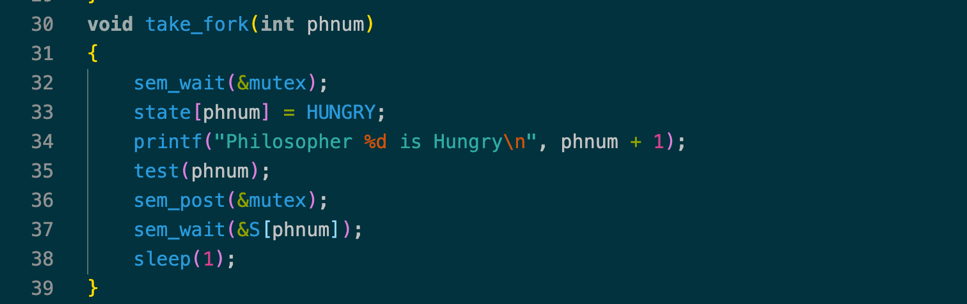 30 void take_fork(int phnum)
31 {
32     sem_wait(&mutex);
33     state[phnum] = HUNGRY;
34     printf("Philosopher %d is Hungry\n", phnum + 1);
35     test(phnum);
36     sem_post(&mutex);
37     sem_wait(&S[phnum]);
38     sleep(1);
39 }